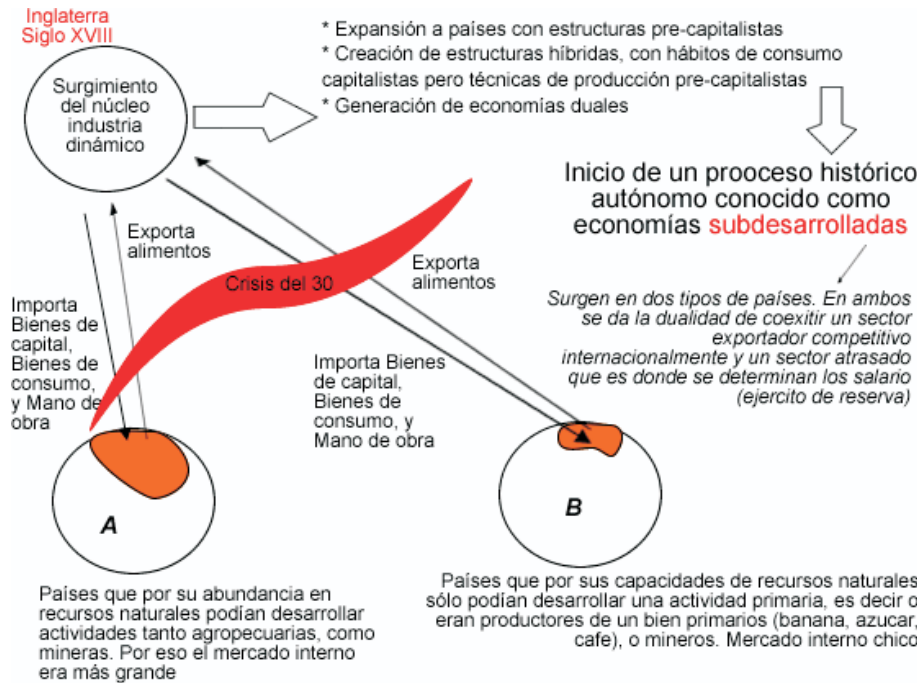 Inglaterra
Siglo XVIII
Surgimiento
del núcleo
industria
dinámico
* Expansión a países con estructuras pre-capitalistas
* Creación de estructuras híbridas, con hábitos de consumo
capitalistas pero técnicas de producción pre-capitalistas
* Generación de economías duales
Inicio de un prooceso histórico
autónomo conocido como
economías subdesarrolladas
Surgen en dos tipos de países. En ambos
se da la dualidad de coexitir un sector
exportador competitivo
internacionalmente y un sector atrasado
que es donde se determinan los salario
(ejercito de reserva)
Exporta
alimentos
Crisis del 30
Exporta
alimentos
Importa
Bienes de
capital,
Bienes de
consumo,
y Mano de
obra
Importa Bienes
de capital,
Bienes de
consumo, y
Mano de obra
A
B
Países que por su abundancia en
recursos naturales podían desarrollar
actividades tanto agropecuarias, como
mineras. Por eso el mercado interno
era más grande
Países que por sus capacidades de recursos naturales
sólo podían desarrollar una actividad primaria, es decir o
eran productores de un bien primarios (banana, azucar,
cafe), o mineros. Mercado interno chico